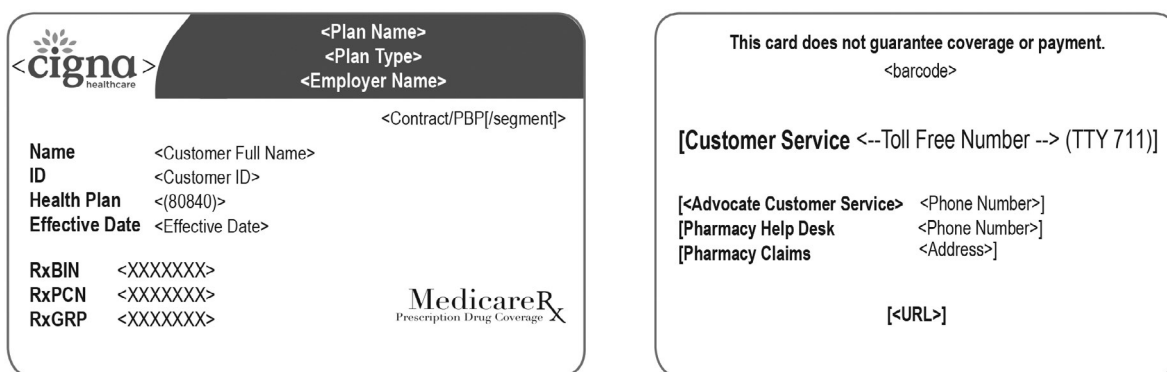 <Plan Name>
<Plan Type>
<Employer Name>
<cigna>
healthcare
<Contract/PBP[/segment]>
Name <Customer Full Name>
ID <Customer ID>
Health Plan <(80840)>
Effective Date <Effective Date>
RxBIN <XXXXXXX>
RxPCN <XXXXXXX>
RxGRP <XXXXXXX>
MedicareRx
Prescription Drug Coverage
This card does not guarantee coverage or payment.
<barcode>
[Customer Service <--Toll Free Number --> (TTY 711)]
[<Advocate Customer Service> <Phone Number>]
[Pharmacy Help Desk <Phone Number>]
[Pharmacy Claims <Address>]
[<URL>]